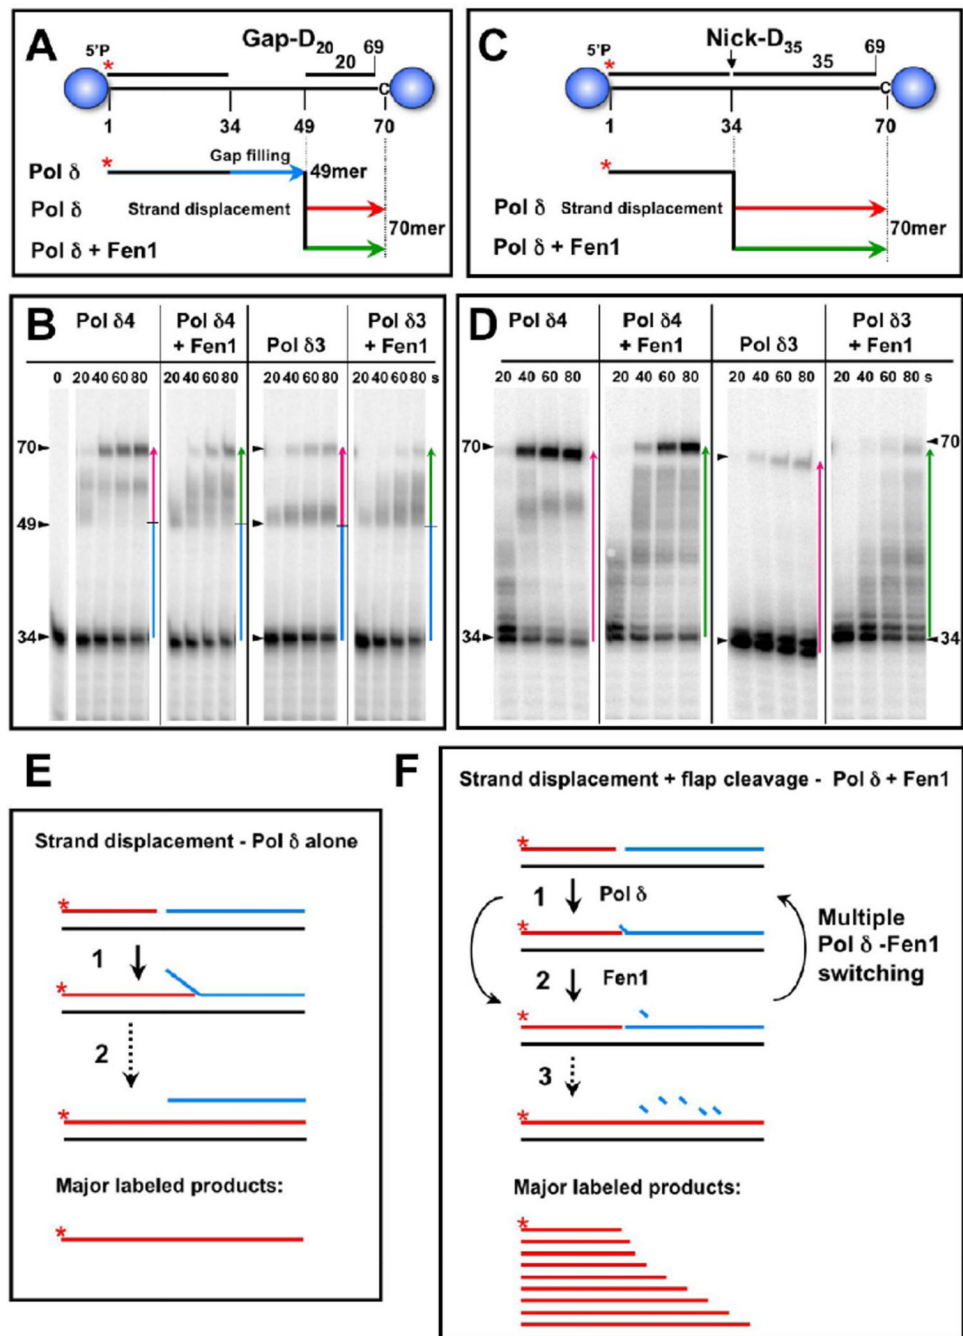 A
Gap-D20
5'P
20
69
*
C
1
34
49
70
Gap filling
*
Pol δ
49mer
Pol δ
Strand displacement
70mer
Pol δ + Fen1
C
Nick-D35
5'P
35
69
*
C
1
34
70
*
Pol δ
Strand displacement
70mer
Pol δ + Fen1
B
Pol δ4
Pol δ4
+ Fen1
Pol δ3
Pol δ3
+ Fen1
0
20 40 60 80
20 40 60 80
20 40 60 80
20 40 60 80 s
70
49
34
D
Pol δ4
Pol δ4
+ Fen1
Pol δ3
Pol δ3
+ Fen1
20 40 60 80
20 40 60 80
20 40 60 80
20 40 60 80 s
70
70
34
34
E
Strand displacement - Pol δ alone
*
1
*
2
*
Major labeled products:
*
F
Strand displacement + flap cleavage - Pol δ + Fen1
*
1 Pol δ
*
Multiple
Pol δ -Fen1
switching
2 Fen1
*
3
*
Major labeled products:
*